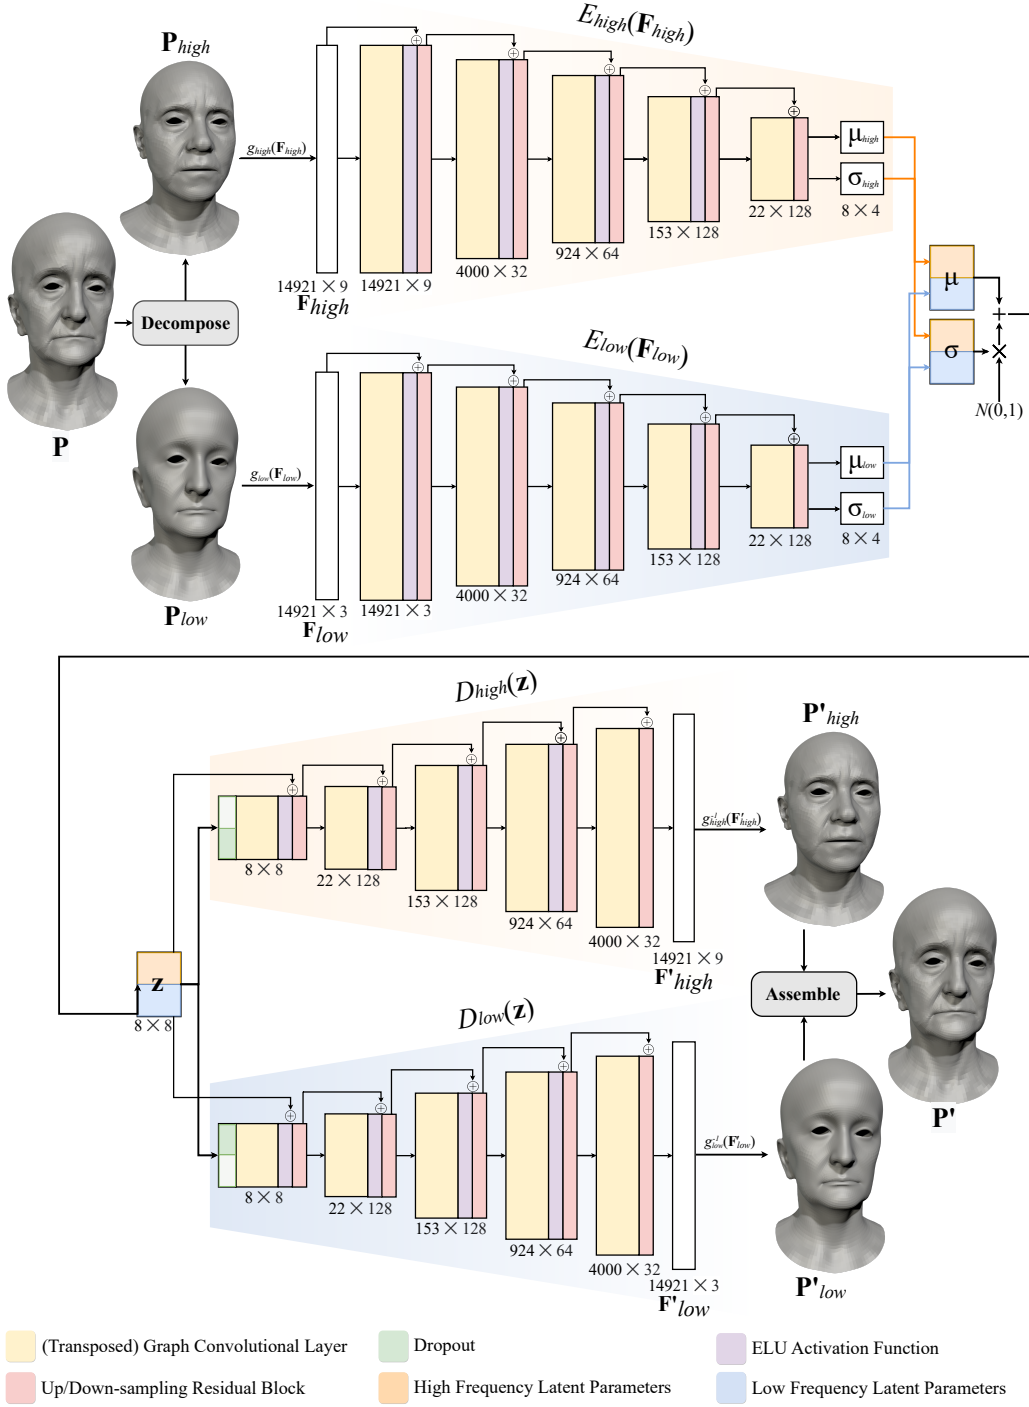 P_high
E_high(F_high)
g_high(F_high)
μ_high
σ_high
8 × 4
22 × 128
153 × 128
924 × 64
4000 × 32
14921 × 9
14921 × 9
F_high
Decompose
P
μ
+
σ
×
N(0,1)
E_low(F_low)
g_low(F_low)
μ_low
σ_low
8 × 4
22 × 128
153 × 128
924 × 64
4000 × 32
14921 × 3
14921 × 3
F_low
P_low
D_high(z)
P'_high
g⁻¹_high(F'_high)
8 × 8
22 × 128
153 × 128
924 × 64
4000 × 32
14921 × 9
F'_high
z
8 × 8
Assemble
P'
D_low(z)
g⁻¹_low(F'_low)
8 × 8
22 × 128
153 × 128
924 × 64
4000 × 32
14921 × 3
F'_low
P'_low
(Transposed) Graph Convolutional Layer
Dropout
ELU Activation Function
Up/Down-sampling Residual Block
High Frequency Latent Parameters
Low Frequency Latent Parameters